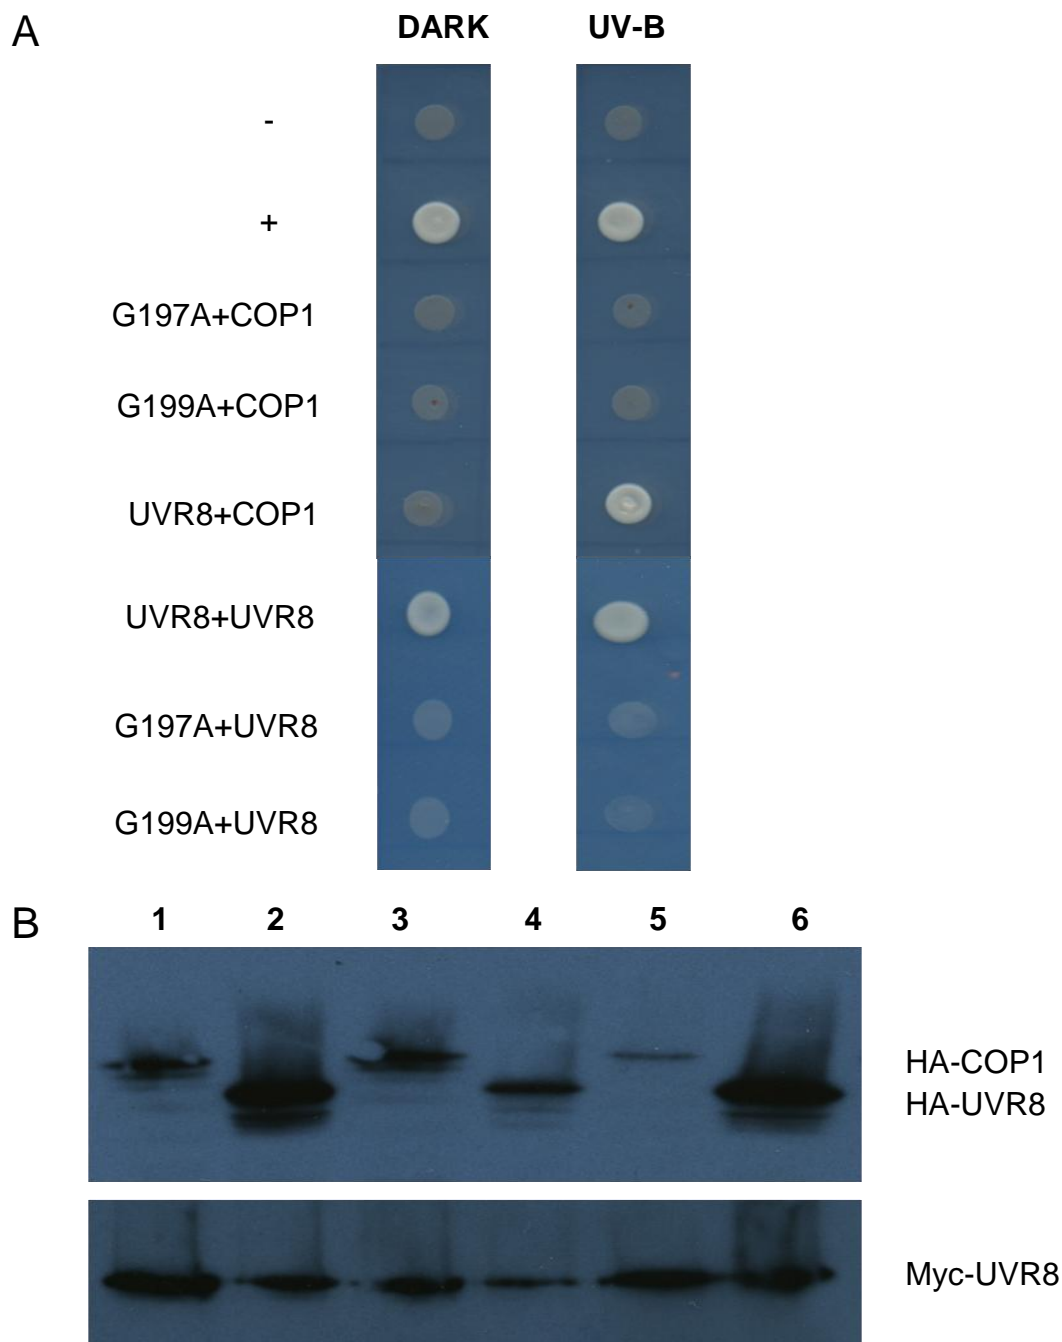 A
DARK UV-B
-
+
G197A+COP1
G199A+COP1
UVR8+COP1
UVR8+UVR8
G197A+UVR8
G199A+UVR8
B
1 2 3 4 5 6
HA-COP1
HA-UVR8
Myc-UVR8